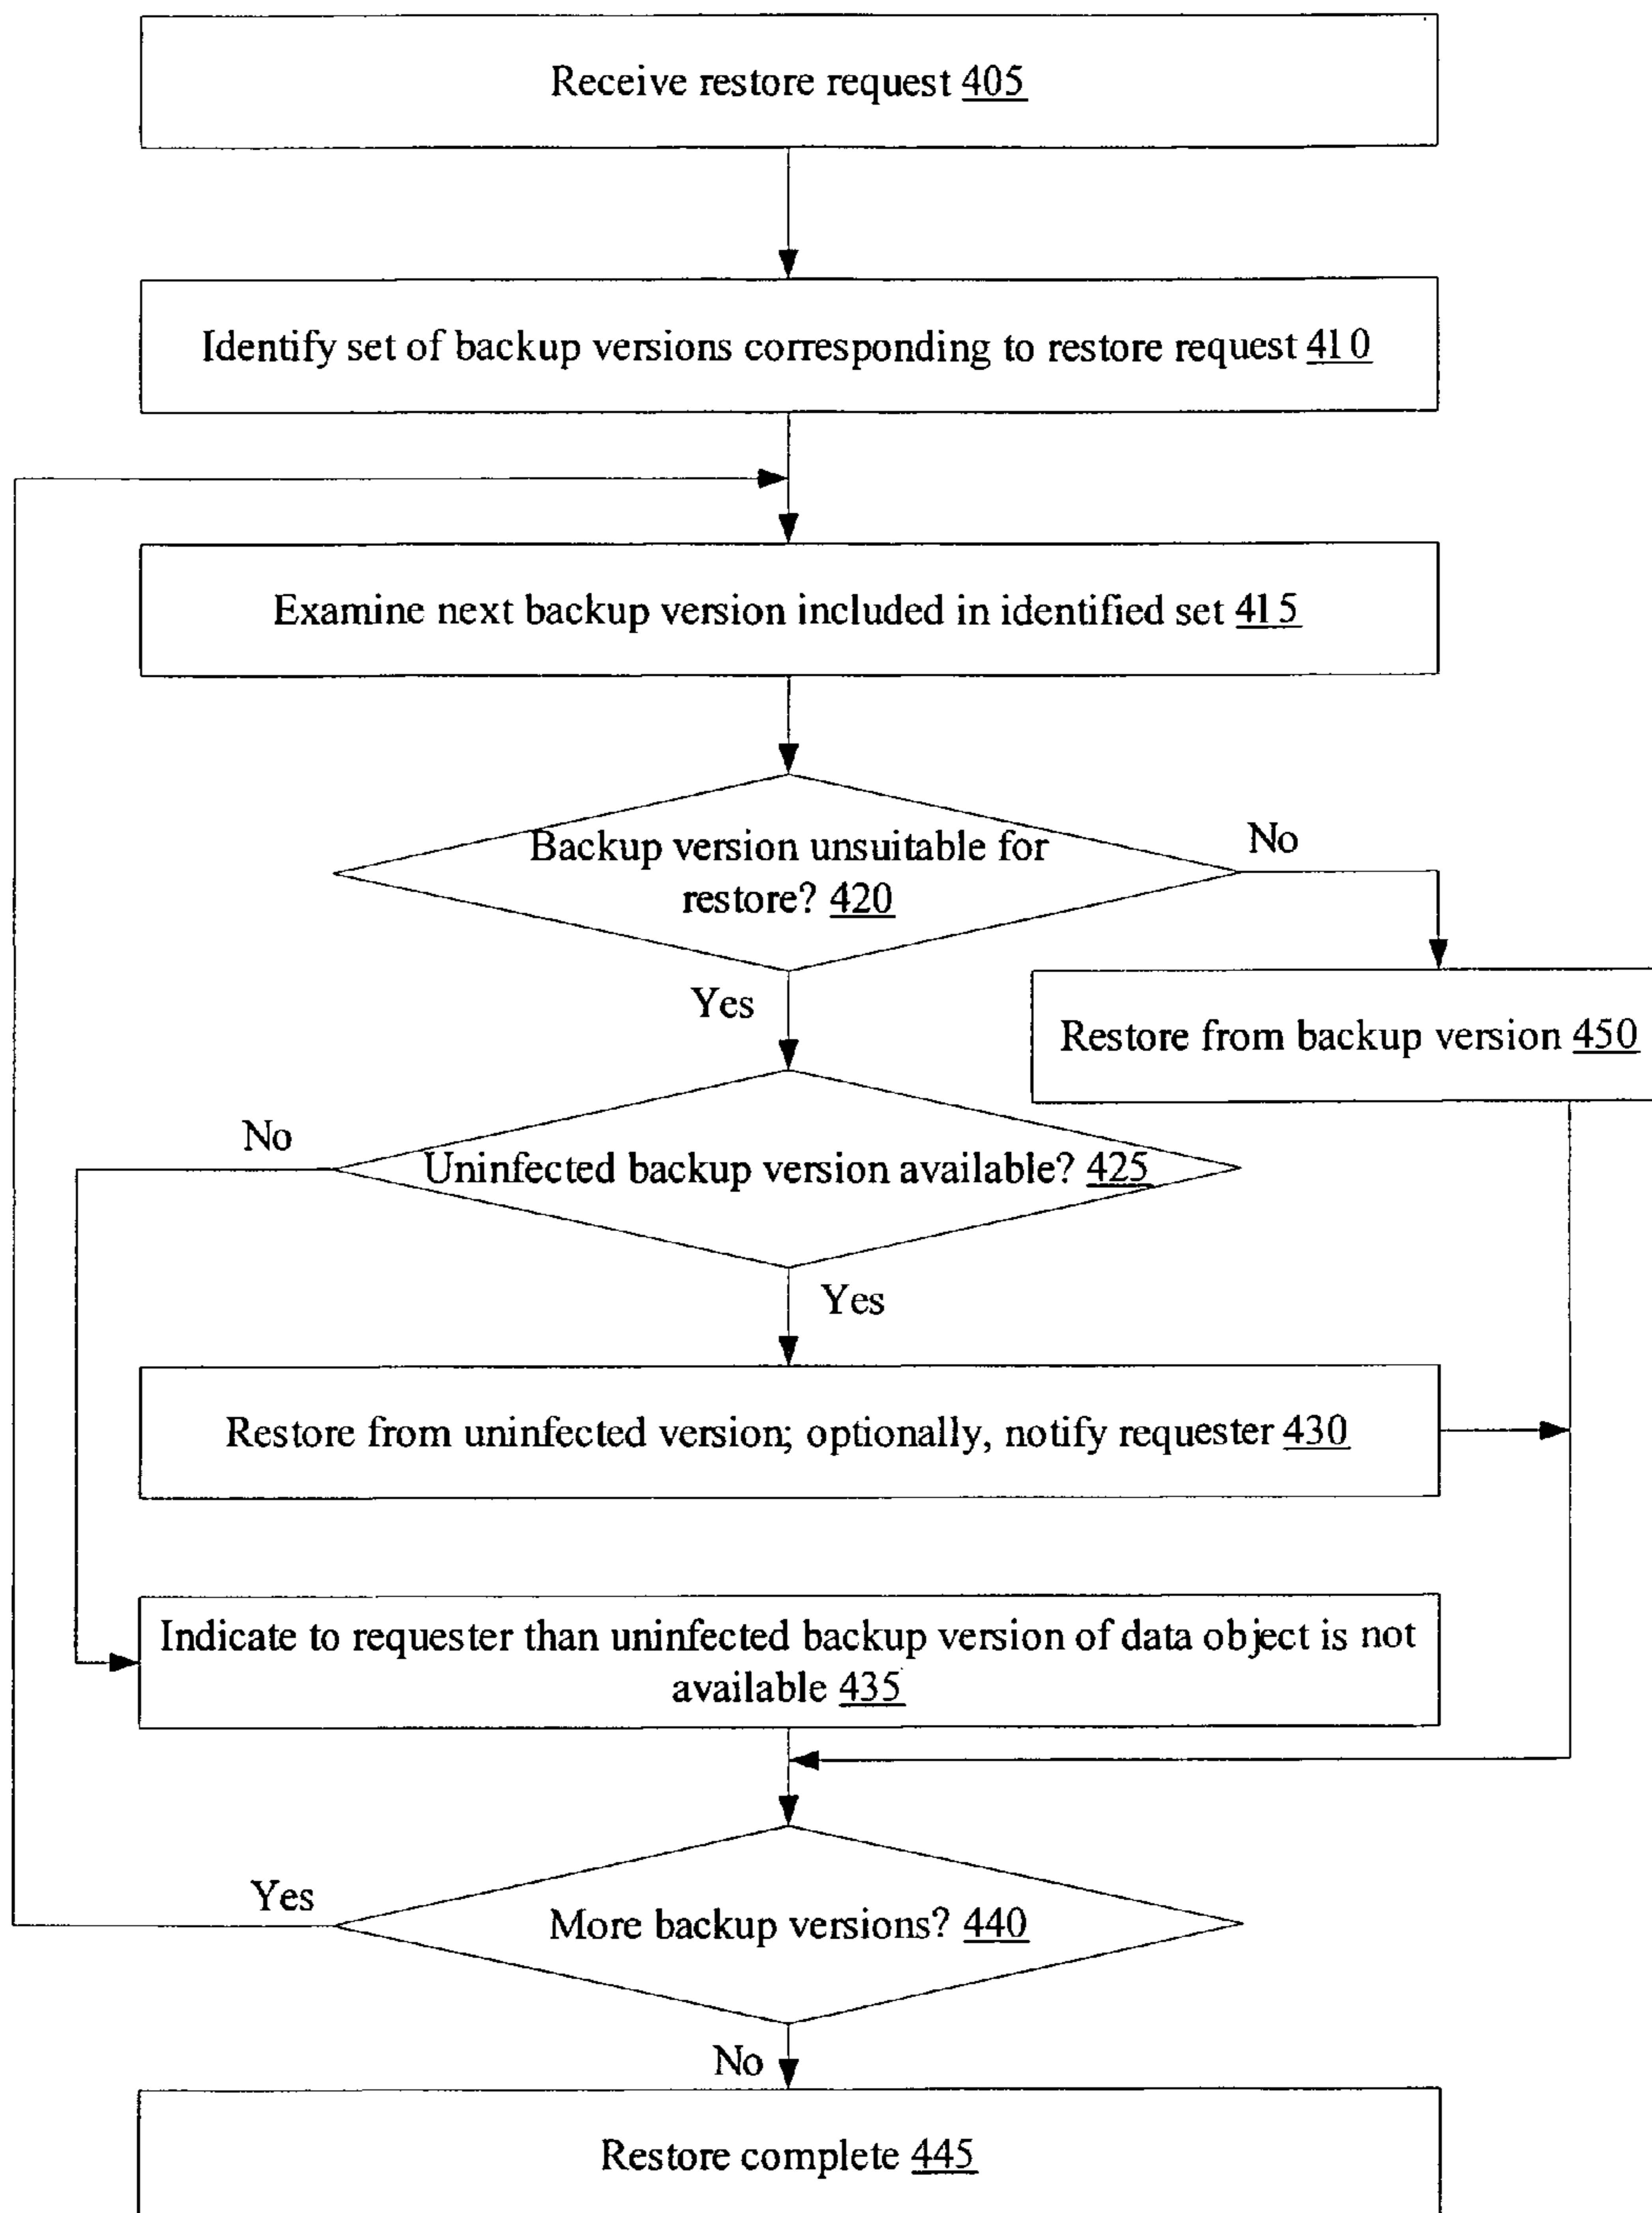 Receive restore request 405
Identify set of backup versions corresponding to restore request 410
Examine next backup version included in identified set 415
Backup version unsuitable for
restore? 420
No
Yes
Restore from backup version 450
No
Uninfected backup version available? 425
Yes
Restore from uninfected version; optionally, notify requester 430
Indicate to requester than uninfected backup version of data object is not
available 435
Yes
More backup versions? 440
No
Restore complete 445